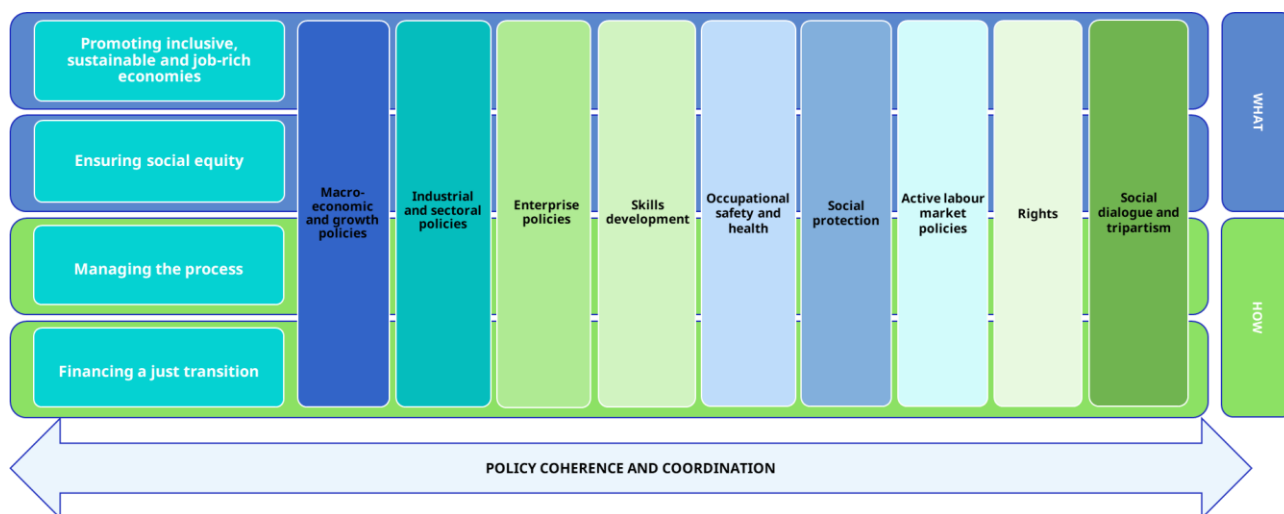 Promoting inclusive,
sustainable and job-rich
economies
Ensuring social equity
Managing the process
Financing a just transition
Macro-
economic
and growth
policies
Industrial
and sectoral
policies
Enterprise
policies
Skills
development
Occupational
safety and
health
Social
protection
Active labour
market
policies
Rights
Social
dialogue and
tripartism
WHAT
HOW
POLICY COHERENCE AND COORDINATION